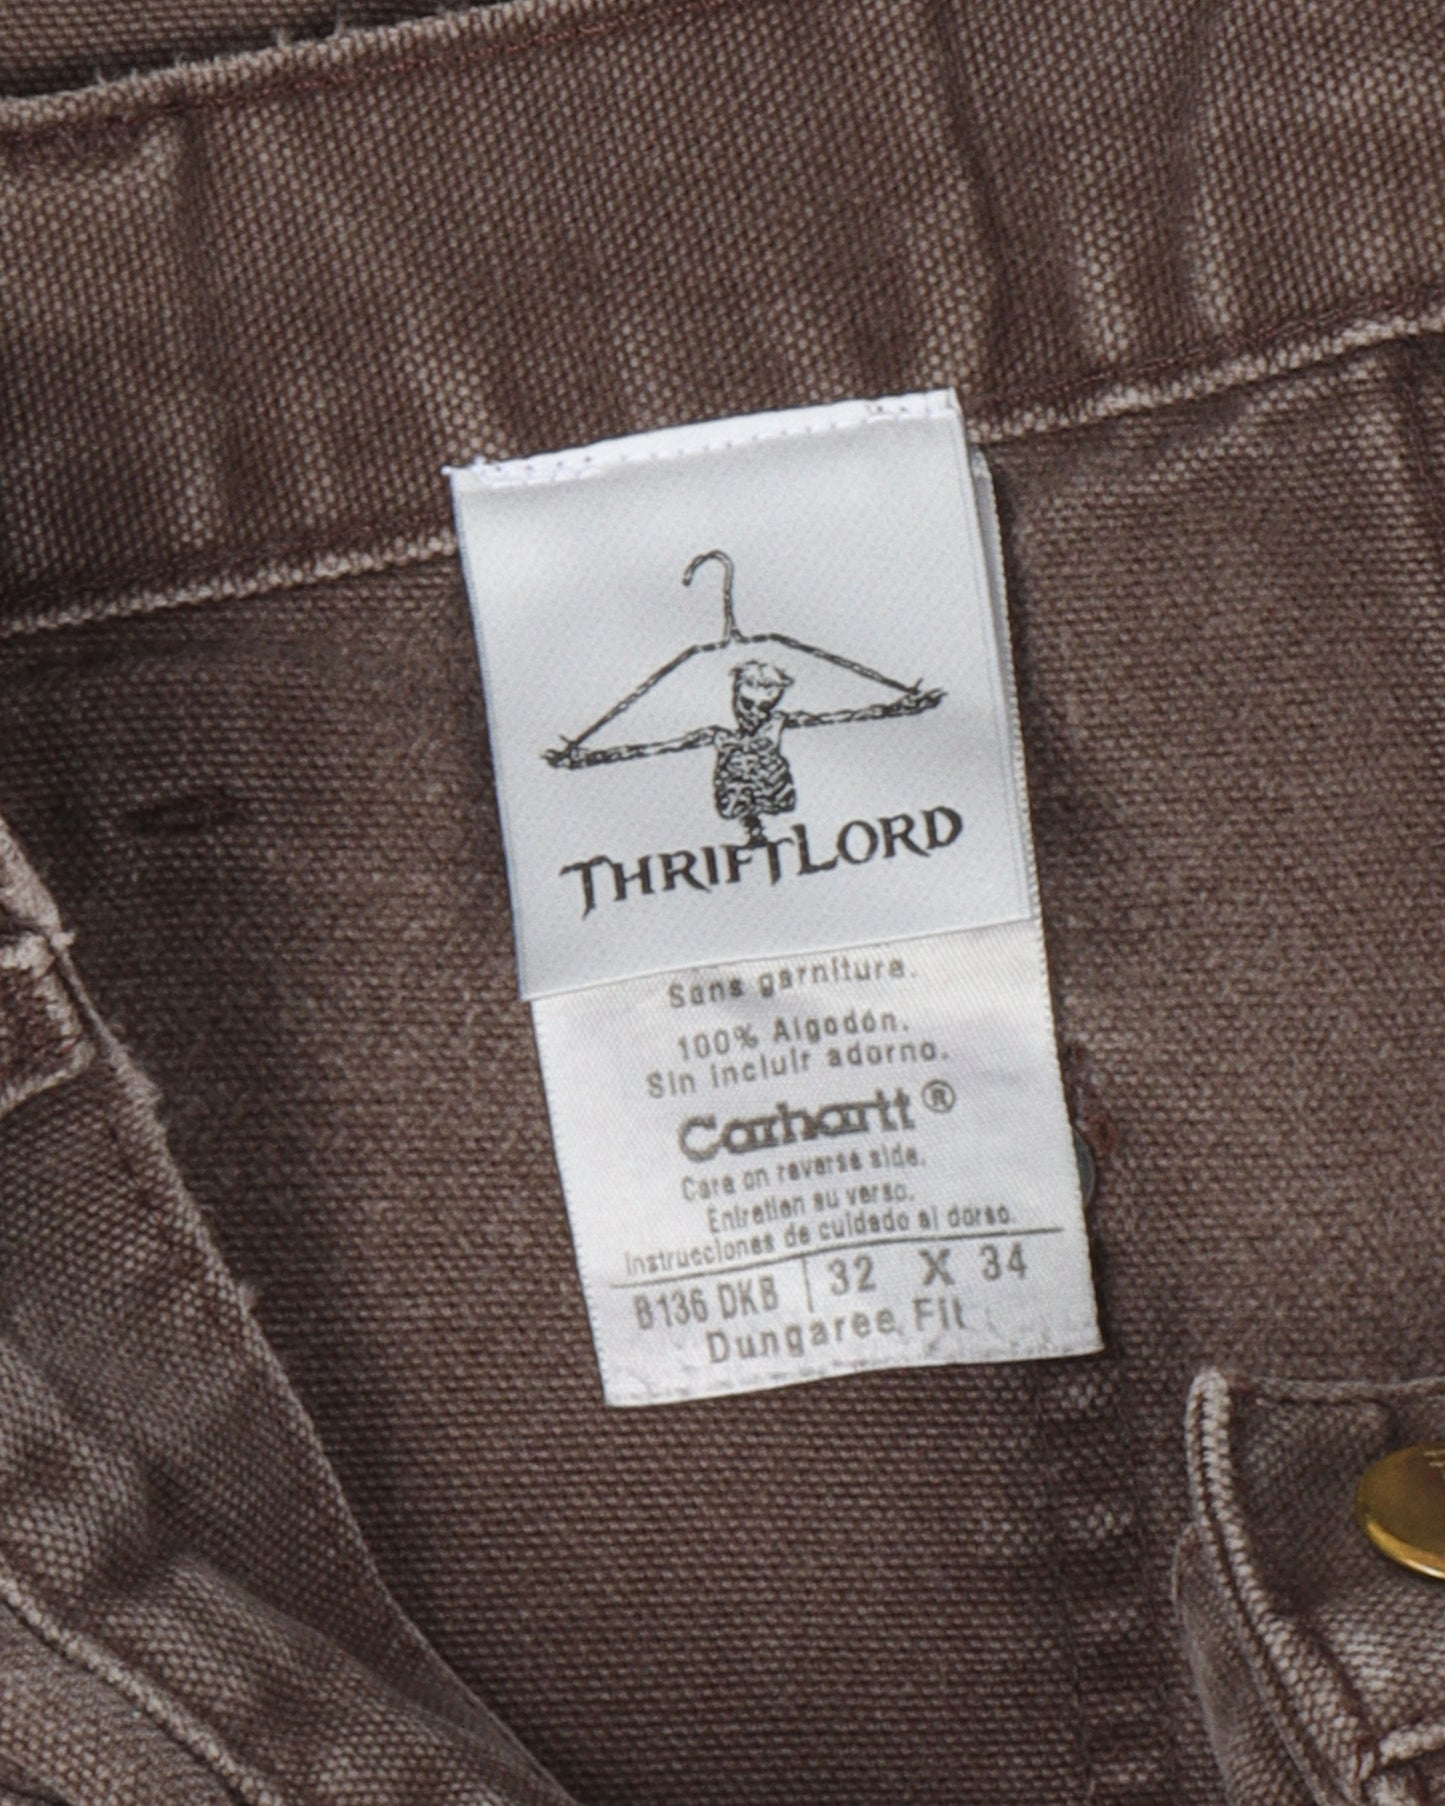 THRIFTLORD
Sans garniture.
100% Algodón.
Sin incluir adorno.
Carhartt®
Care on reverse side.
Entretien au verso.
Instrucciones de cuidado al dorso.
B136 DKB 32 X 34
Dungaree Fit